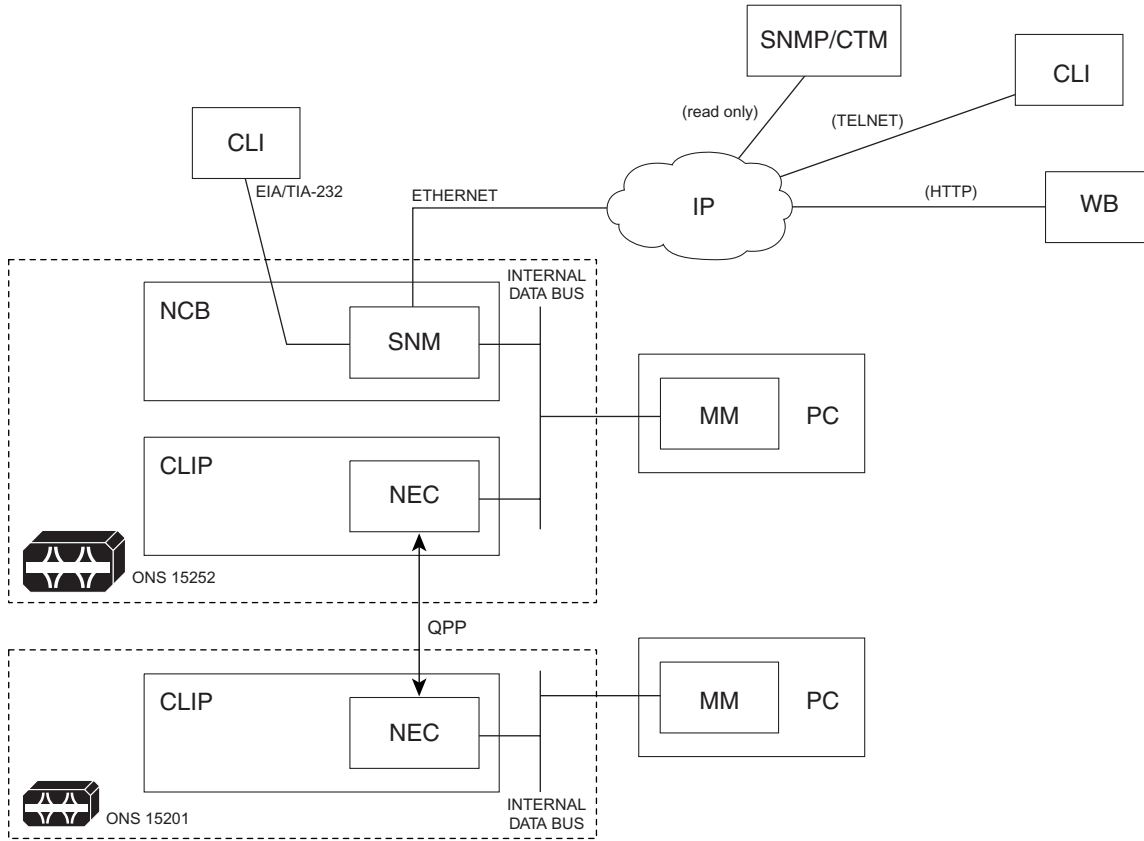 SNMP/CTM
CLI
(read only)
(TELNET)
CLI
EIA/TIA-232
ETHERNET
IP
(HTTP)
WB
INTERNAL
DATA BUS
NCB
SNM
MM
PC
CLIP
NEC
ONS 15252
QPP
CLIP
NEC
MM
PC
INTERNAL
DATA BUS
ONS 15201